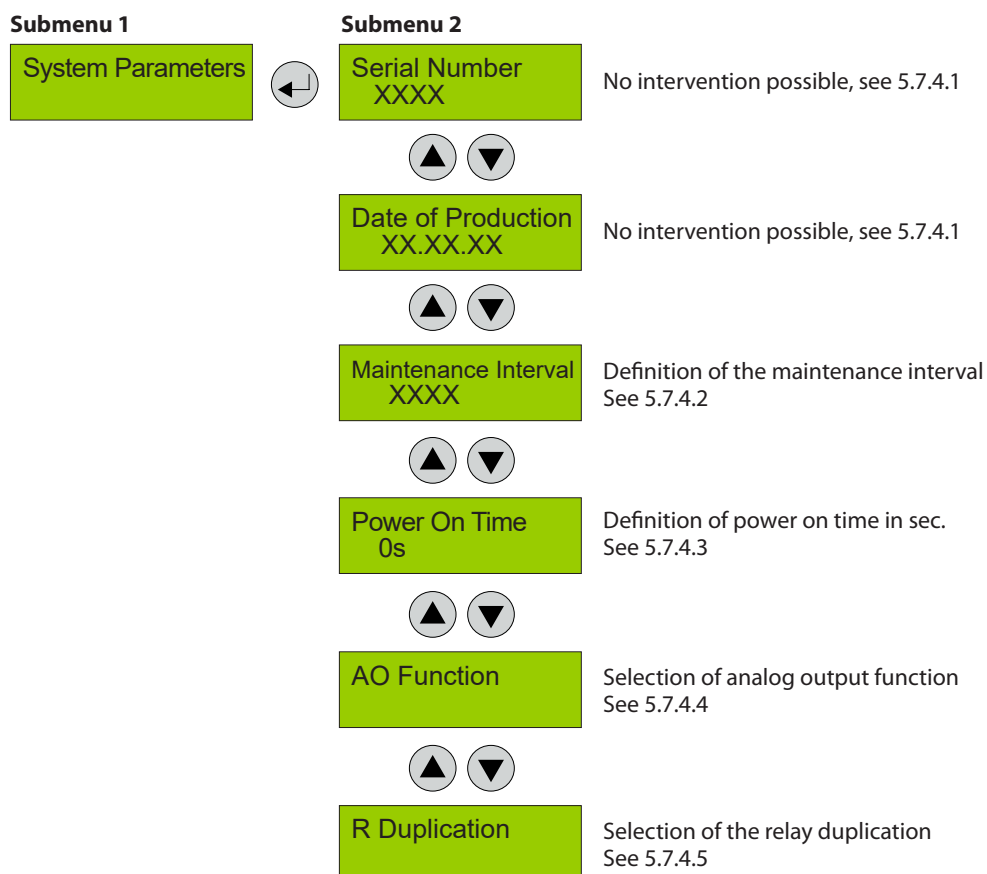 Submenu 1
Submenu 2
System Parameters
Serial Number
XXXX
No intervention possible, see 5.7.4.1
Date of Production
XX.XX.XX
No intervention possible, see 5.7.4.1
Maintenance Interval
XXXX
Definition of the maintenance interval
See 5.7.4.2
Power On Time
0s
Definition of power on time in sec.
See 5.7.4.3
AO Function
Selection of analog output function
See 5.7.4.4
R Duplication
Selection of the relay duplication
See 5.7.4.5